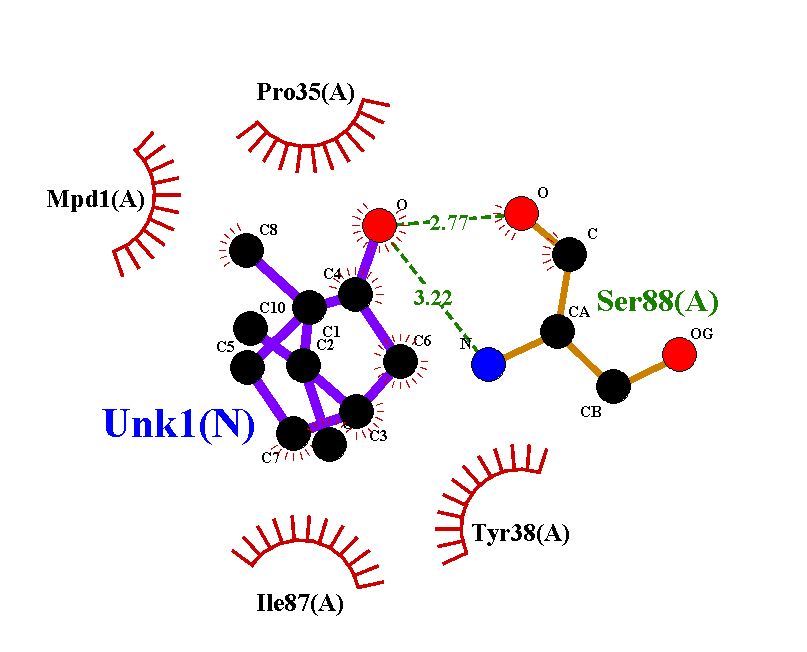 Pro35(A)
Mpd1(A)
O
O
2.77
C8
C
C4
3.22
Ser88(A)
C10
C1
CA
C5
C2
C6
N
OG
CB
Unk1(N)
C3
C7
Tyr38(A)
Ile87(A)